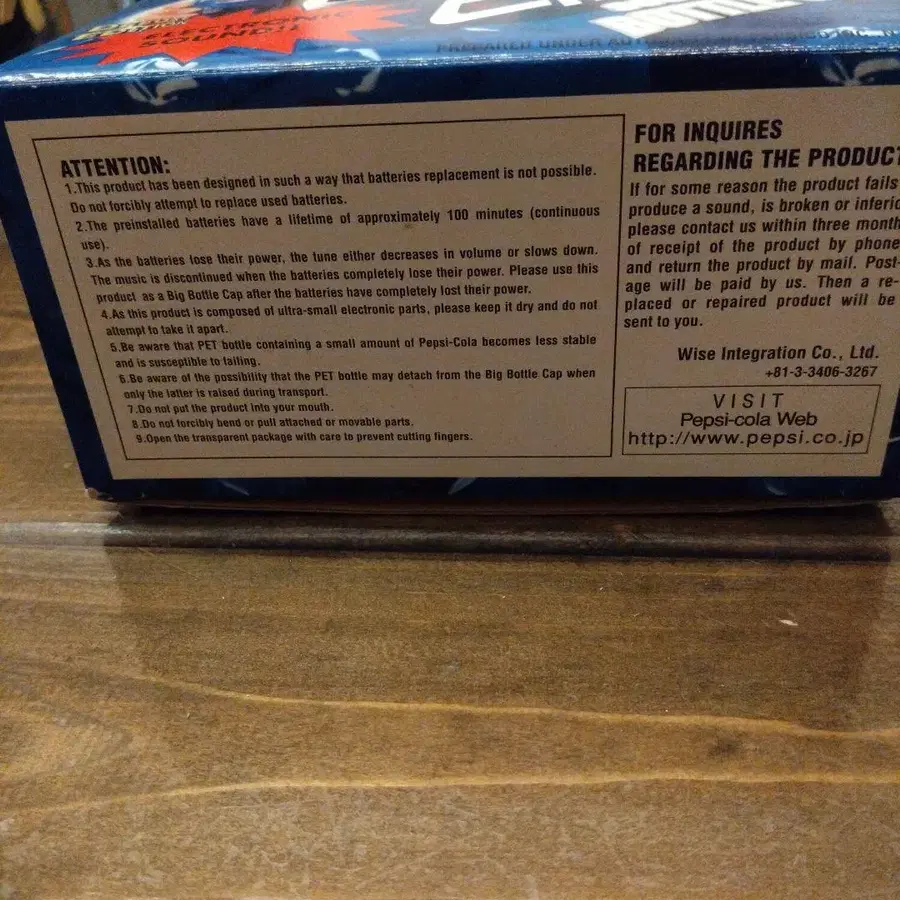 ELECTRONIC
SOUND!!
BOTTLE
PREPARED UNDER
ATTENTION:
1.This product has been designed in such a way that batteries replacement is not possible.
Do not forcibly attempt to replace used batteries.
2.The preinstalled batteries have a lifetime of approximately 100 minutes (continuous
use).
3.As the batteries lose their power, the tune either decreases in volume or slows down.
The music is discontinued when the batteries completely lose their power. Please use this
product as a Big Bottle Cap after the batteries have completely lost their power.
4.As this product is composed of ultra-small electronic parts, please keep it dry and do not
attempt to take it apart.
5.Be aware that PET bottle containing a small amount of Pepsi-Cola becomes less stable
and is susceptible to falling.
6.Be aware of the possibility that the PET bottle may detach from the Big Bottle Cap when
only the latter is raised during transport.
7.Do not put the product into your mouth.
8.Do not forcibly bend or pull attached or movable parts.
9.Open the transparent package with care to prevent cutting fingers.
FOR INQUIRES
REGARDING THE PRODUCT
If for some reason the product fails
produce a sound, is broken or inferio
please contact us within three month
of receipt of the product by phone
and return the product by mail. Post-
age will be paid by us. Then a re-
placed or repaired product will be
sent to you.
Wise Integration Co., Ltd.
+81-3-3406-3267
VISIT
Pepsi-cola Web
http://www.pepsi.co.jp